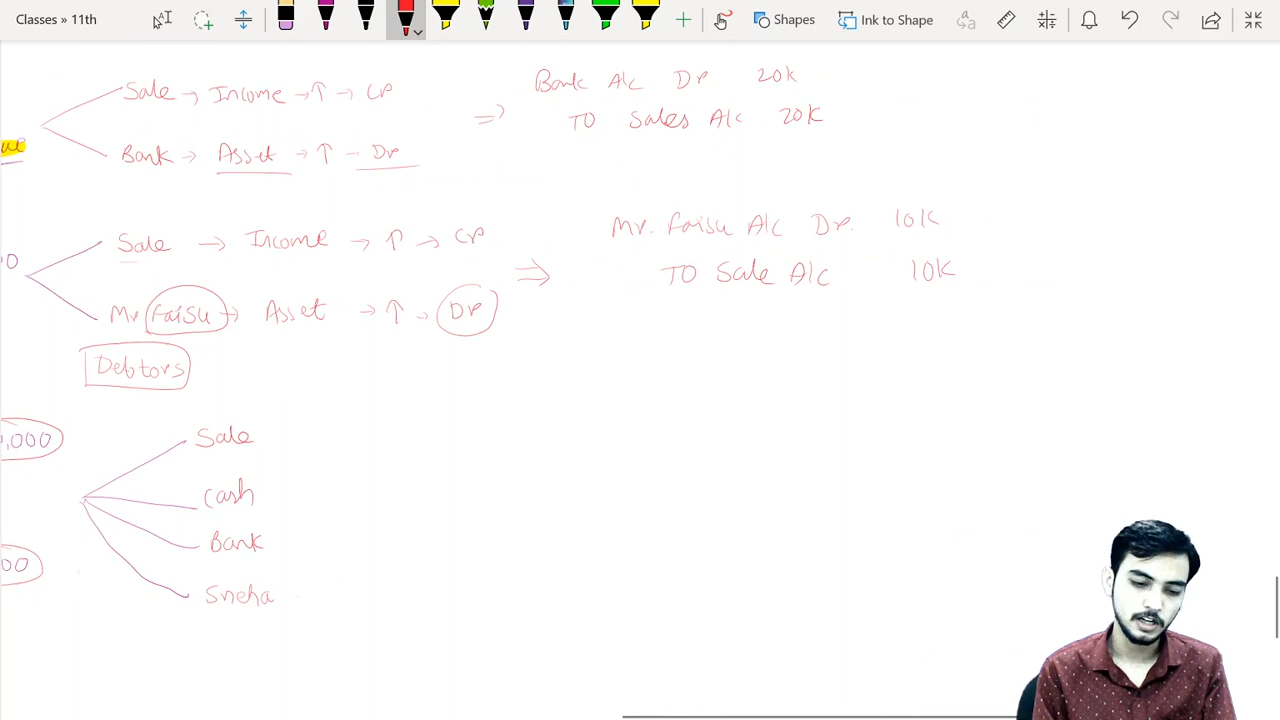 Classes » 11th
Shapes
Ink to Shape
Sale → Income → ↑ → Cr
Bank → Asset → ↑ → Dr
⇒ Bank A/c Dr 20K
TO Sales A/c 20K
Sale → Income → ↑ → Cr
Mr Faisu → Asset → ↑ → Dr
Debtors
⇒ Mr. Faisu A/c Dr. 10K
TO Sale A/c 10K
,000
Sale
Cash
Bank
Sneha
00